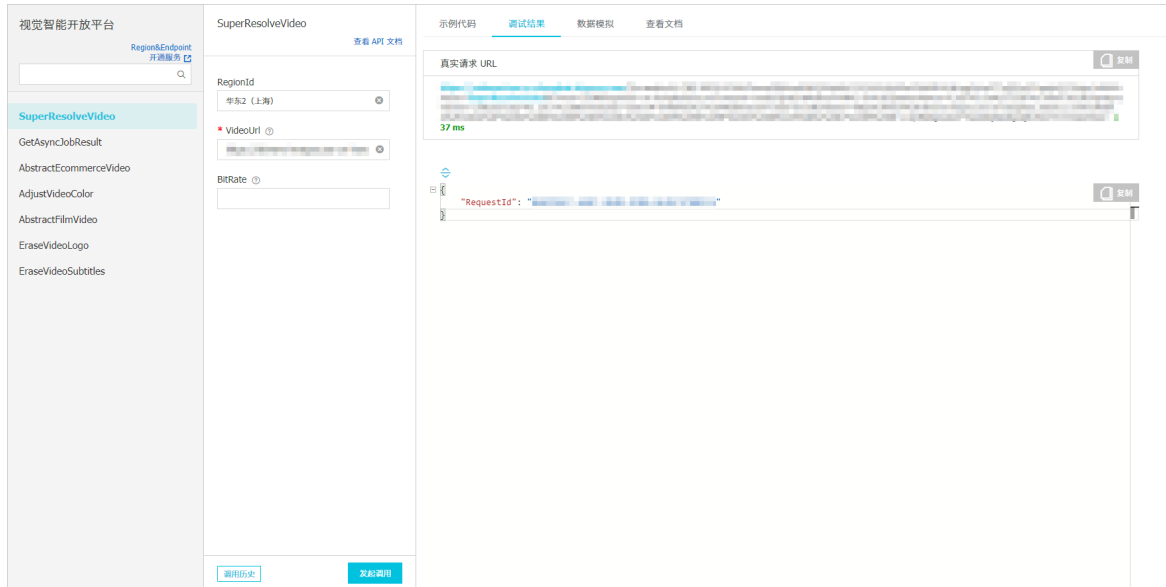 视觉智能开放平台
Region&Endpoint
开通服务
SuperResolveVideo
GetAsyncJobResult
AbstractEcommerceVideo
AdjustVideoColor
AbstractFilmVideo
EraseVideoLogo
EraseVideoSubtitles
SuperResolveVideo
查看 API 文档
RegionId
华东2（上海）
* VideoUrl
BitRate
调用历史
发起调用
示例代码 调试结果 数据模拟 查看文档
真实请求 URL
复制
37 ms
复制
{
"RequestId": "
"
}